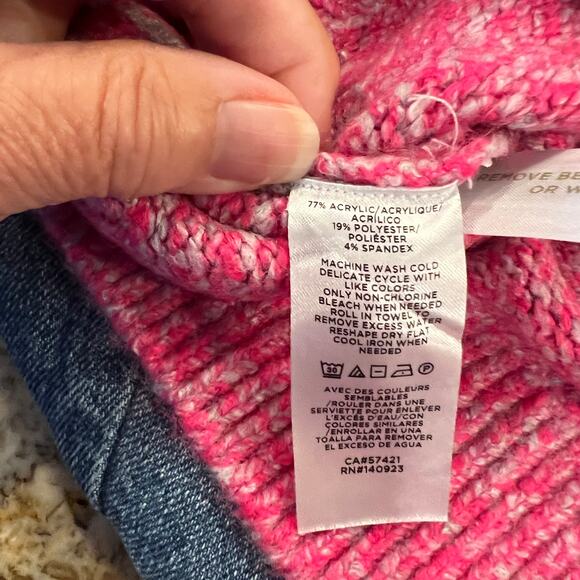 77% ACRYLIC/ACRYLIQUE/
ACRÍLICO
19% POLYESTER/
POLIÉSTER
4% SPANDEX
MACHINE WASH COLD
DELICATE CYCLE WITH
LIKE COLORS
ONLY NON-CHLORINE
BLEACH WHEN NEEDED
ROLL IN TOWEL TO
REMOVE EXCESS WATER
RESHAPE DRY FLAT
COOL IRON WHEN
NEEDED
30 P
AVEC DES COULEURS
SEMBLABLES
/ROULER DANS UNE
SERVIETTE POUR ENLEVER
L'EXCÈS D'EAU/CON
COLORES SIMILARES
/ENROLLAR EN UNA
TOALLA PARA REMOVER
EL EXCESO DE AGUA
CA#57421
RN#140923
REMOVE BE
OR W